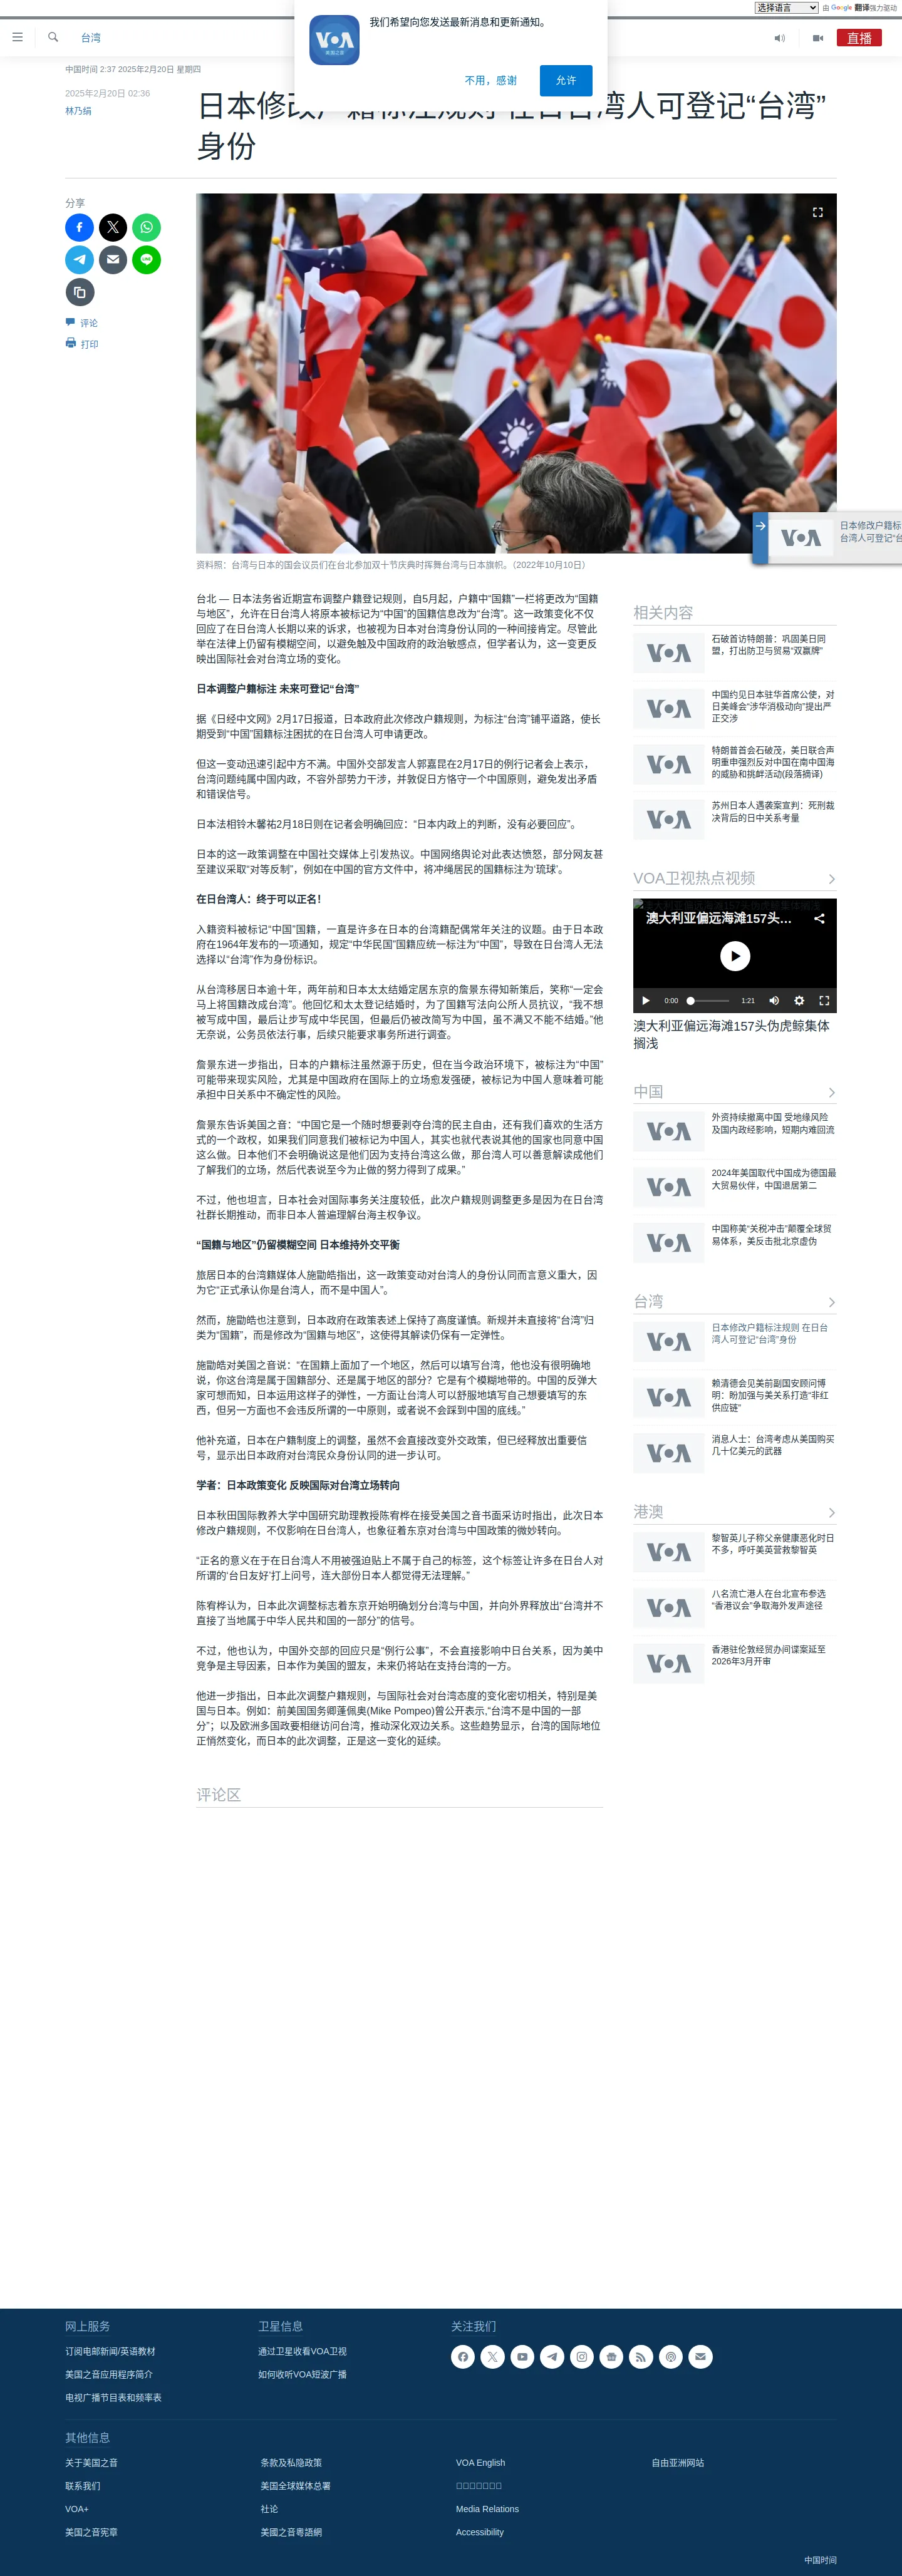 选择语言 由 Google 翻译强力驱动
我们希望向您发送最新消息和更新通知。
VOA
美国之音
不用，感谢
允许
台湾
直播
中国时间 2:37 2025年2月20日 星期四
2025年2月20日 02:36
林乃絹
日本修改户籍标注规则 在日台湾人可登记“台湾”
身份
分享
评论
打印
资料照：台湾与日本的国会议员们在台北参加双十节庆典时挥舞台湾与日本旗帜。（2022年10月10日）
VOA
日本修改户籍标
台湾人可登记“台
台北 — 日本法务省近期宣布调整户籍登记规则，自5月起，户籍中“国籍”一栏将更改为“国籍
与地区”，允许在日台湾人将原本被标记为“中国”的国籍信息改为“台湾”。这一政策变化不仅
回应了在日台湾人长期以来的诉求，也被视为日本对台湾身份认同的一种间接肯定。尽管此
举在法律上仍留有模糊空间，以避免触及中国政府的政治敏感点，但学者认为，这一变更反
映出国际社会对台湾立场的变化。
日本调整户籍标注 未来可登记“台湾”
据《日经中文网》2月17日报道，日本政府此次修改户籍规则，为标注“台湾”铺平道路，使长
期受到“中国”国籍标注困扰的在日台湾人可申请更改。
但这一变动迅速引起中方不满。中国外交部发言人郭嘉昆在2月17日的例行记者会上表示，
台湾问题纯属中国内政，不容外部势力干涉，并敦促日方恪守一个中国原则，避免发出矛盾
和错误信号。
日本法相铃木馨祐2月18日则在记者会明确回应：“日本内政上的判断，没有必要回应”。
日本的这一政策调整在中国社交媒体上引发热议。中国网络舆论对此表达愤怒，部分网友甚
至建议采取“对等反制”，例如在中国的官方文件中，将冲绳居民的国籍标注为‘琉球’。
在日台湾人：终于可以正名！
入籍资料被标记“中国”国籍，一直是许多在日本的台湾籍配偶常年关注的议题。由于日本政
府在1964年发布的一项通知，规定“中华民国”国籍应统一标注为“中国”，导致在日台湾人无法
选择以“台湾”作为身份标识。
从台湾移居日本逾十年，两年前和日本太太结婚定居东京的詹景东得知新策后，笑称“一定会
马上将国籍改成台湾”。他回忆和太太登记结婚时，为了国籍写法向公所人员抗议，“我不想
被写成中国，最后让步写成中华民国，但最后仍被改简写为中国，虽不满又不能不结婚。”他
无奈说，公务员依法行事，后续只能要求事务所进行调查。
詹景东进一步指出，日本的户籍标注虽然源于历史，但在当今政治环境下，被标注为“中国”
可能带来现实风险，尤其是中国政府在国际上的立场愈发强硬，被标记为中国人意味着可能
承担中日关系中不确定性的风险。
詹景东告诉美国之音：“中国它是一个随时想要剥夺台湾的民主自由，还有我们喜欢的生活方
式的一个政权，如果我们同意我们被标记为中国人，其实也就代表说其他的国家也同意中国
这么做。日本他们不会明确说这是他们因为支持台湾这么做，那台湾人可以善意解读成他们
了解我们的立场，然后代表说至今为止做的努力得到了成果。”
不过，他也坦言，日本社会对国际事务关注度较低，此次户籍规则调整更多是因为在日台湾
社群长期推动，而非日本人普遍理解台海主权争议。
“国籍与地区”仍留模糊空间 日本维持外交平衡
旅居日本的台湾籍媒体人施勖皓指出，这一政策变动对台湾人的身份认同而言意义重大，因
为它“正式承认你是台湾人，而不是中国人”。
然而，施勖皓也注意到，日本政府在政策表述上保持了高度谨慎。新规并未直接将“台湾”归
类为“国籍”，而是修改为“国籍与地区”，这使得其解读仍保有一定弹性。
施勖皓对美国之音说：“在国籍上面加了一个地区，然后可以填写台湾，他也没有很明确地
说，你这台湾是属于国籍部分、还是属于地区的部分？它是有个模糊地带的。中国的反弹大
家可想而知，日本运用这样子的弹性，一方面让台湾人可以舒服地填写自己想要填写的东
西，但另一方面也不会违反所谓的一中原则，或者说不会踩到中国的底线。”
他补充道，日本在户籍制度上的调整，虽然不会直接改变外交政策，但已经释放出重要信
号，显示出日本政府对台湾民众身份认同的进一步认可。
学者：日本政策变化 反映国际对台湾立场转向
日本秋田国际教养大学中国研究助理教授陈宥桦在接受美国之音书面采访时指出，此次日本
修改户籍规则，不仅影响在日台湾人，也象征着东京对台湾与中国政策的微妙转向。
“正名的意义在于在日台湾人不用被强迫贴上不属于自己的标签，这个标签让许多在日台人对
所谓的‘台日友好’打上问号，连大部份日本人都觉得无法理解。”
陈宥桦认为，日本此次调整标志着东京开始明确划分台湾与中国，并向外界释放出“台湾并不
直接了当地属于中华人民共和国的一部分”的信号。
不过，他也认为，中国外交部的回应只是“例行公事”，不会直接影响中日台关系，因为美中
竞争是主导因素，日本作为美国的盟友，未来仍将站在支持台湾的一方。
他进一步指出，日本此次调整户籍规则，与国际社会对台湾态度的变化密切相关，特别是美
国与日本。例如：前美国国务卿蓬佩奥(Mike Pompeo)曾公开表示,“台湾不是中国的一部
分”；以及欧洲多国政要相继访问台湾，推动深化双边关系。这些趋势显示，台湾的国际地位
正悄然变化，而日本的此次调整，正是这一变化的延续。
评论区
相关内容
VOA
石破首访特朗普：巩固美日同
盟，打出防卫与贸易“双赢牌”
VOA
中国约见日本驻华首席公使，对
日美峰会“涉华消极动向”提出严
正交涉
VOA
特朗普首会石破茂，美日联合声
明重申强烈反对中国在南中国海
的威胁和挑衅活动(段落摘译)
VOA
苏州日本人遇袭案宣判：死刑裁
决背后的日中关系考量
VOA卫视热点视频
澳大利亚偏远海滩157头...
0:00
1:21
澳大利亚偏远海滩157头伪虎鲸集体
搁浅
中国
VOA
外资持续撤离中国 受地缘风险
及国内政经影响，短期内难回流
VOA
2024年美国取代中国成为德国最
大贸易伙伴，中国退居第二
VOA
中国称美“关税冲击”颠覆全球贸
易体系，美反击批北京虚伪
台湾
VOA
日本修改户籍标注规则 在日台
湾人可登记“台湾”身份
VOA
赖清德会见美前副国安顾问博
明：盼加强与美关系打造“非红
供应链”
VOA
消息人士：台湾考虑从美国购买
几十亿美元的武器
港澳
VOA
黎智英儿子称父亲健康恶化时日
不多，呼吁美英营救黎智英
VOA
八名流亡港人在台北宣布参选
“香港议会”争取海外发声途径
VOA
香港驻伦敦经贸办间谍案延至
2026年3月开审
网上服务
订阅电邮新闻/英语教材
美国之音应用程序简介
电视广播节目表和频率表
卫星信息
通过卫星收看VOA卫视
如何收听VOA短波广播
关注我们
其他信息
关于美国之音
联系我们
VOA+
美国之音宪章
条款及私隐政策
美国全球媒体总署
社论
美國之音粵語網
VOA English
Media Relations
Accessibility
自由亚洲网站
中国时间